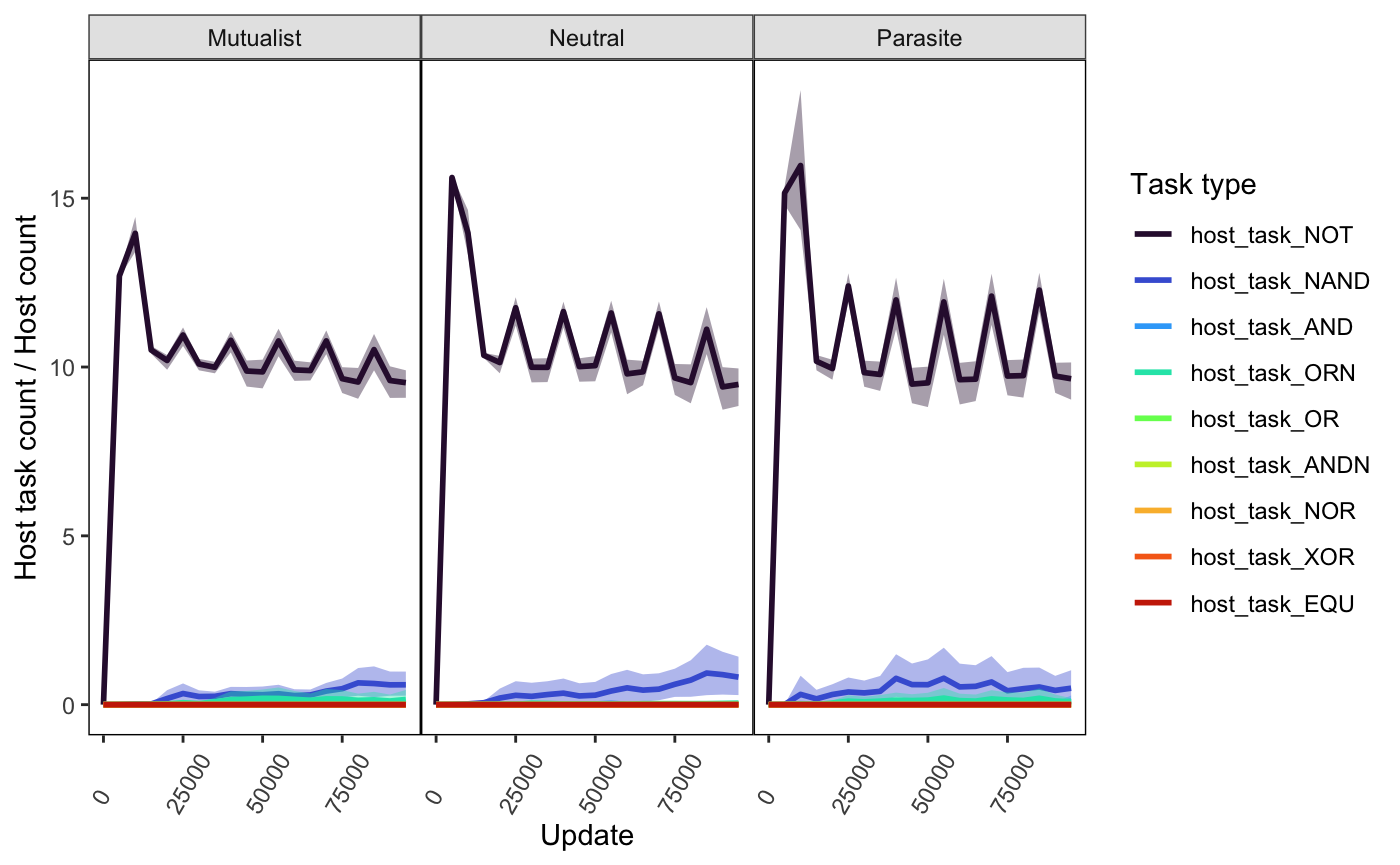 Mutualist
Neutral
Parasite
Host task count / Host count
15
10
5
0
0
25000
50000
75000
0
25000
50000
75000
0
25000
50000
75000
Update
Task type
host_task_NOT
host_task_NAND
host_task_AND
host_task_ORN
host_task_OR
host_task_ANDN
host_task_NOR
host_task_XOR
host_task_EQU